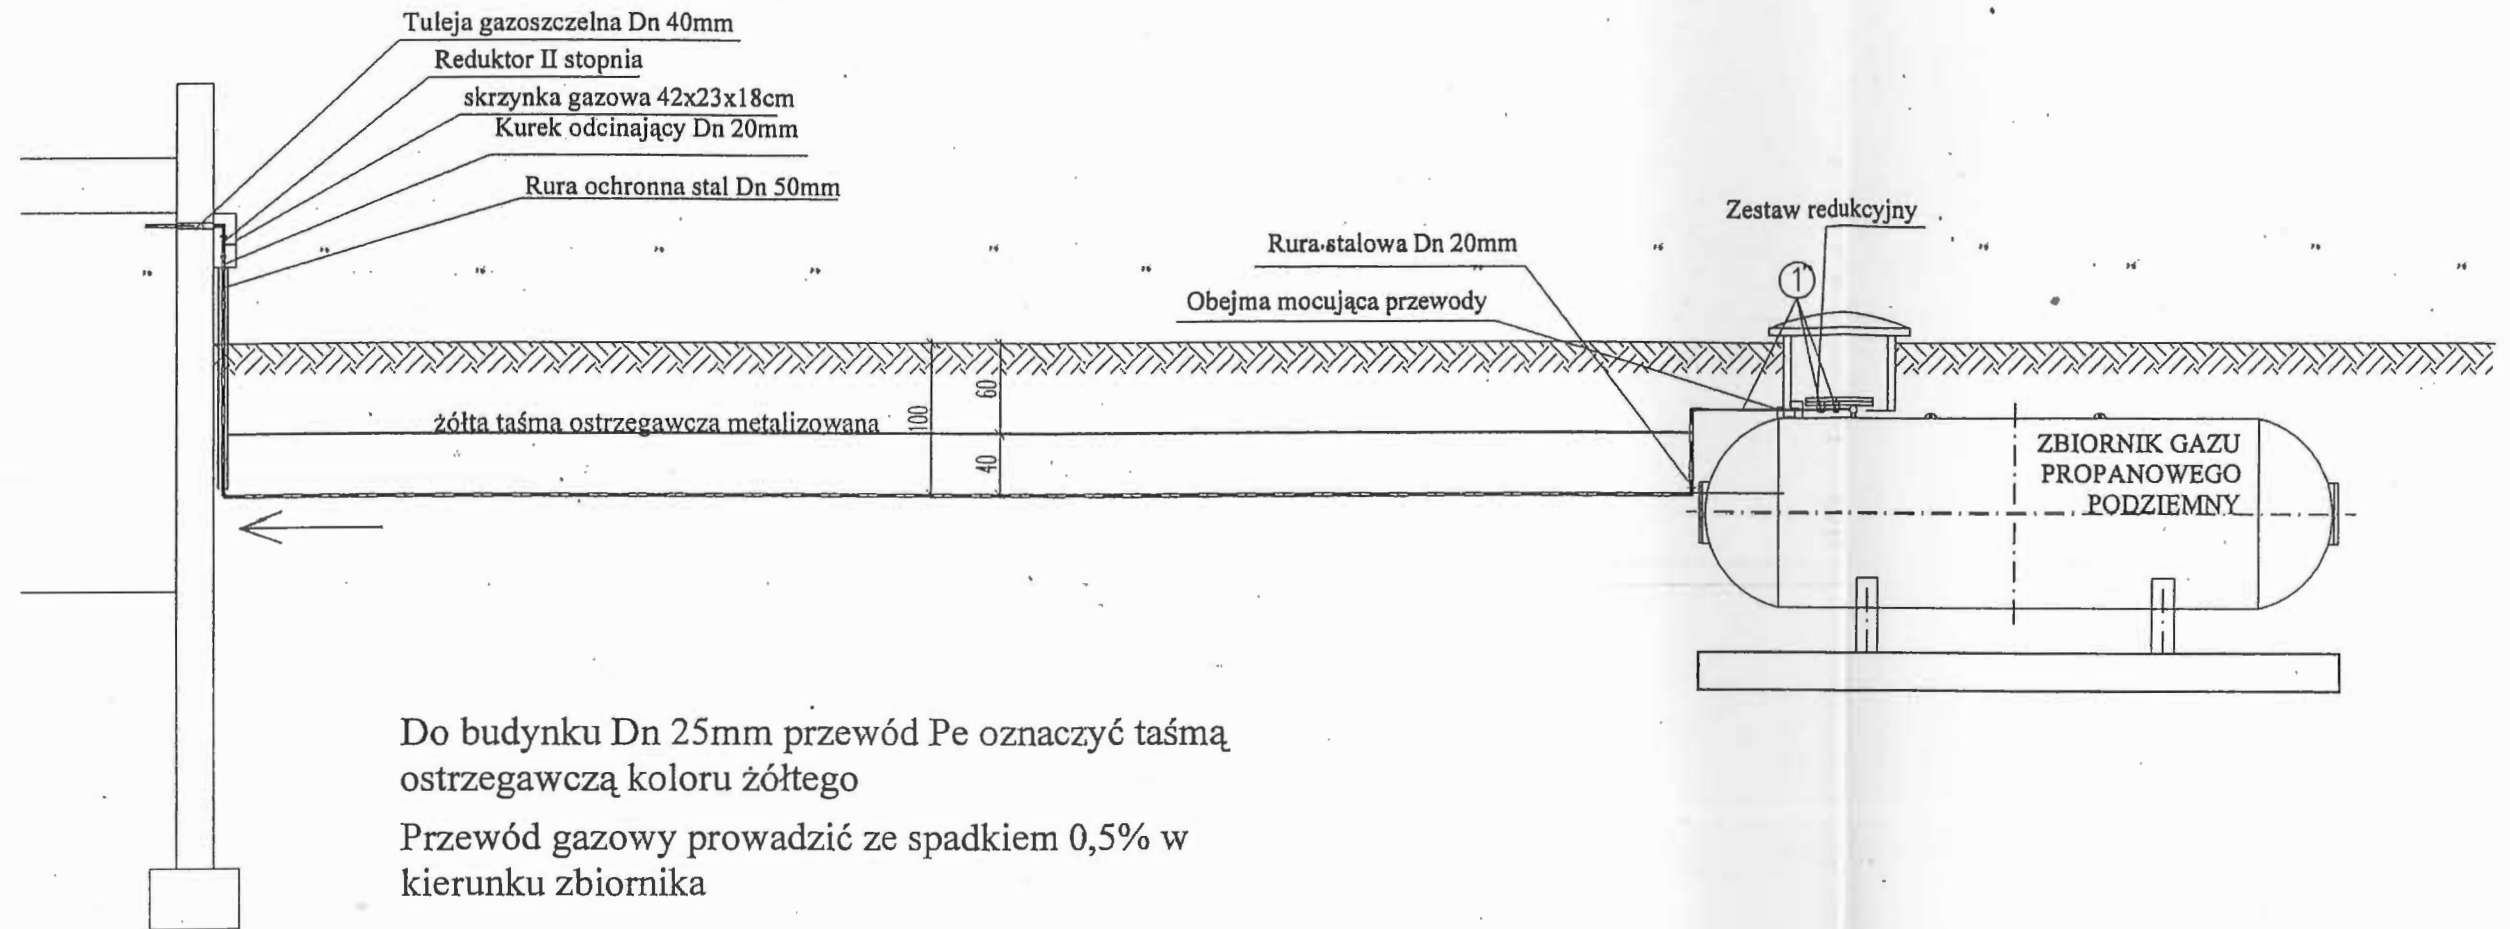 Tuleja gazoszczelna Dn 40mm
Reduktor II stopnia
skrzynka gazowa 42x23x18cm
Kurek odcinający Dn 20mm
Rura ochronna stal Dn 50mm
Zestaw redukcyjny
Rura stalowa Dn 20mm
1
Obejma mocująca przewody
60
100
żółta taśma ostrzegawcza metalizowana
40
ZBIORNIK GAZU
PROPANOWEGO
PODZIEMNY
Do budynku Dn 25mm przewód Pe oznaczyć taśmą
ostrzegawczą koloru żółtego
Przewód gazowy prowadzić ze spadkiem 0,5% w
kierunku zbiornika